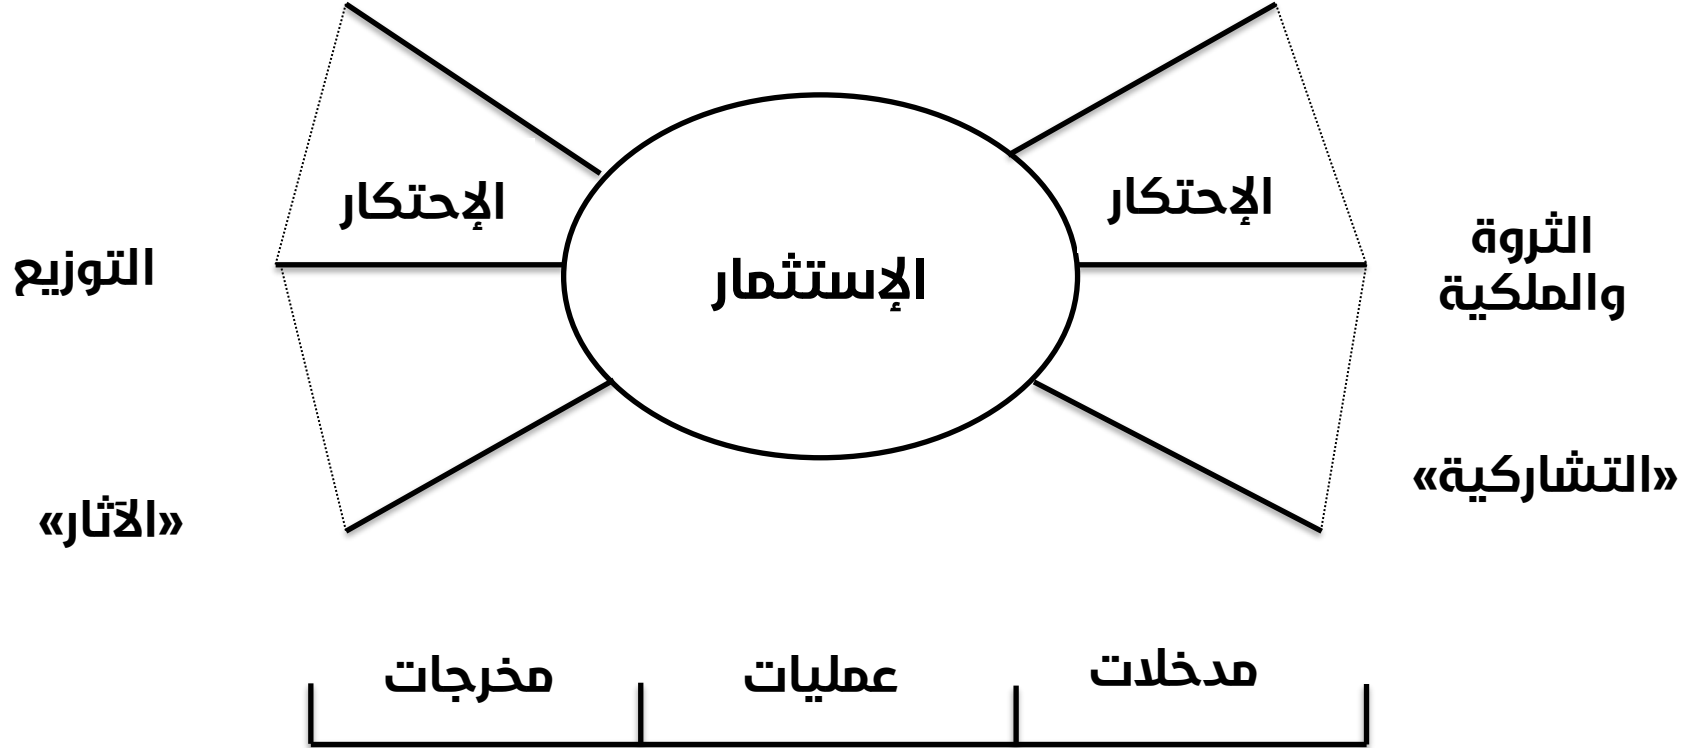 الإحتكار
الإحتكار
الثروة
والملكية
الإستثمار
التوزيع
«التشاركية»
«الآثار»
مدخلات
عمليات
مخرجات